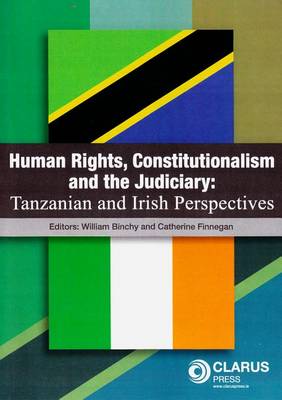 Human Rights, Constitutionalism
and the Judiciary:
Tanzanian and Irish Perspectives
Editors: William Binchy and Catherine Finnegan
CLARUS
PRESS
www.claruspress.ie